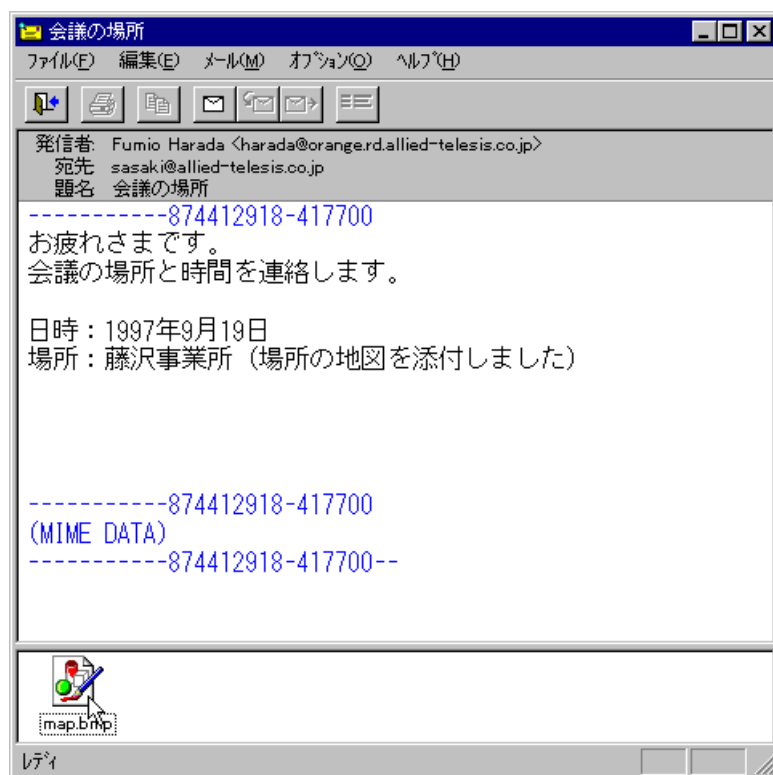 会議の場所
ファイル(F) 編集(E) メール(M) オプション(O) ヘルプ(H)
発信者: Fumio Harada <harada@orange.rd.allied-telesis.co.jp>
宛先 sasaki@allied-telesis.co.jp
題名 会議の場所
-----------874412918-417700
お疲れさまです。
会議の場所と時間を連絡します。
日時：1997年9月19日
場所：藤沢事業所（場所の地図を添付しました）
-----------874412918-417700
(MIME DATA)
-----------874412918-417700--
map.bmp
レディ